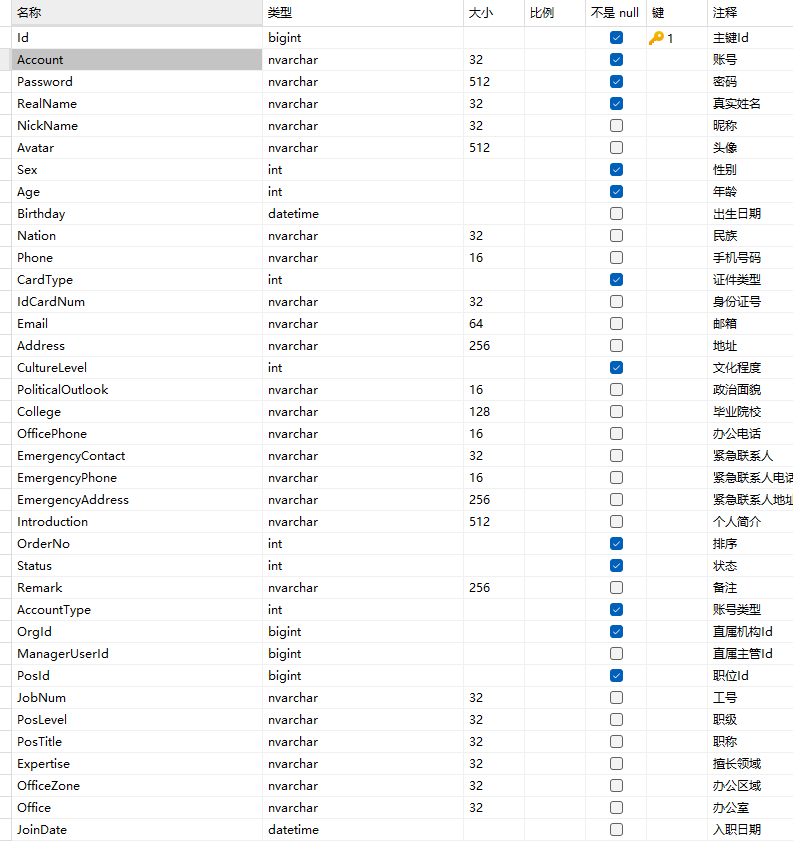 名称 类型 大小 比例 不是 null 键 注释
Id bigint 1 主键Id
Account nvarchar 32 账号
Password nvarchar 512 密码
RealName nvarchar 32 真实姓名
NickName nvarchar 32 昵称
Avatar nvarchar 512 头像
Sex int 性别
Age int 年龄
Birthday datetime 出生日期
Nation nvarchar 32 民族
Phone nvarchar 16 手机号码
CardType int 证件类型
IdCardNum nvarchar 32 身份证号
Email nvarchar 64 邮箱
Address nvarchar 256 地址
CultureLevel int 文化程度
PoliticalOutlook nvarchar 16 政治面貌
College nvarchar 128 毕业院校
OfficePhone nvarchar 16 办公电话
EmergencyContact nvarchar 32 紧急联系人
EmergencyPhone nvarchar 16 紧急联系人电话
EmergencyAddress nvarchar 256 紧急联系人地址
Introduction nvarchar 512 个人简介
OrderNo int 排序
Status int 状态
Remark nvarchar 256 备注
AccountType int 账号类型
OrgId bigint 直属机构Id
ManagerUserId bigint 直属主管Id
PosId bigint 职位Id
JobNum nvarchar 32 工号
PosLevel nvarchar 32 职级
PosTitle nvarchar 32 职称
Expertise nvarchar 32 擅长领域
OfficeZone nvarchar 32 办公区域
Office nvarchar 32 办公室
JoinDate datetime 入职日期